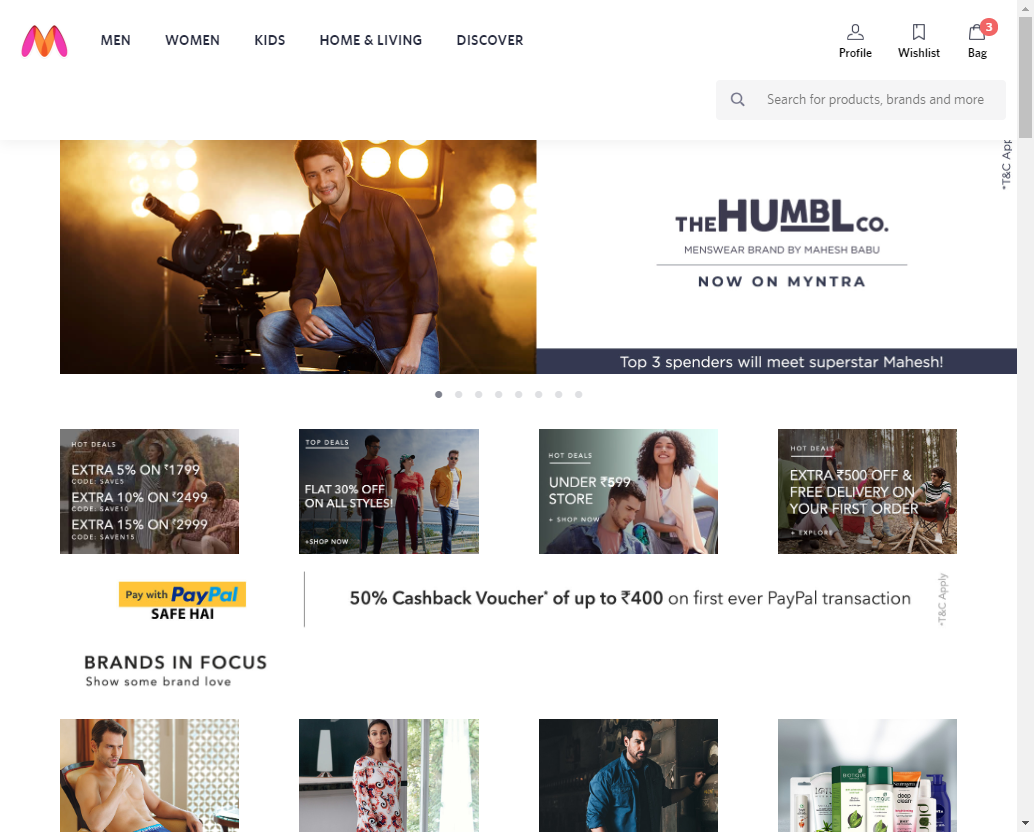 MEN WOMEN KIDS HOME & LIVING DISCOVER
Profile Wishlist Bag
3
Search for products, brands and more
*T&C App
THE HUMBL CO.
MENSWEAR BRAND BY MAHESH BABU
NOW ON MYNTRA
Top 3 spenders will meet superstar Mahesh!
HOT DEALS
EXTRA 5% ON ₹1799
CODE: SAVE5
EXTRA 10% ON ₹2499
CODE: SAVE10
EXTRA 15% ON ₹2999
CODE: SAVEN15
TOP DEALS
FLAT 30% OFF
ON ALL STYLES!
+SHOP NOW
HOT DEALS
UNDER ₹599
STORE
+ SHOP NOW
HOT DEALS
EXTRA ₹500 OFF &
FREE DELIVERY ON
YOUR FIRST ORDER
+ EXPLORE
Pay with PayPal
SAFE HAI
50% Cashback Voucher* of up to ₹400 on first ever PayPal transaction
*T&C Apply
BRANDS IN FOCUS
Show some brand love
BIOTIQUE
BIOTIQUE
deep
clean